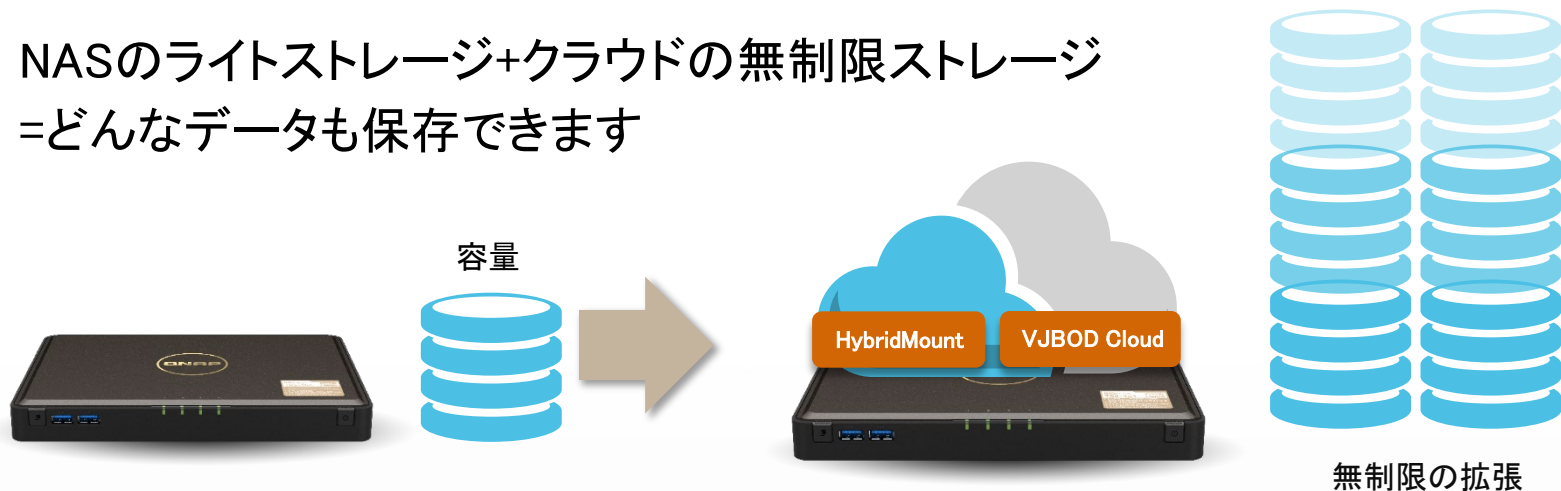 NASのライトストレージ+クラウドの無制限ストレージ
=どんなデータも保存できます
容量
QNAP
HybridMount
VJBOD Cloud
無制限の拡張